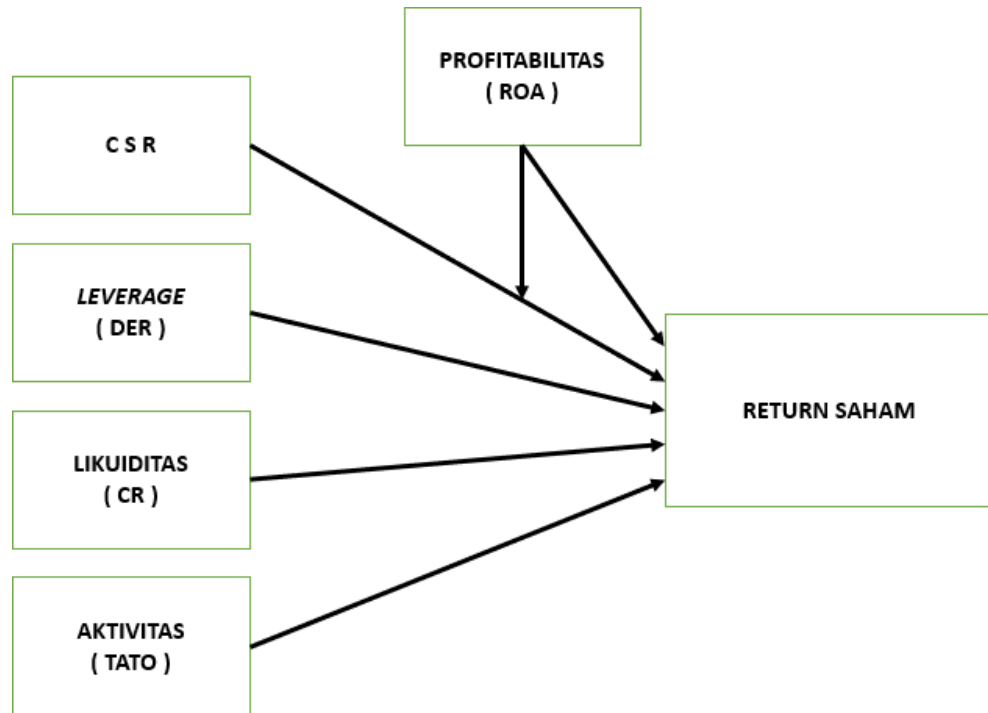 PROFITABILITAS
( ROA )
C S R
LEVERAGE
( DER )
LIKUIDITAS
( CR )
AKTIVITAS
( TATO )
RETURN SAHAM